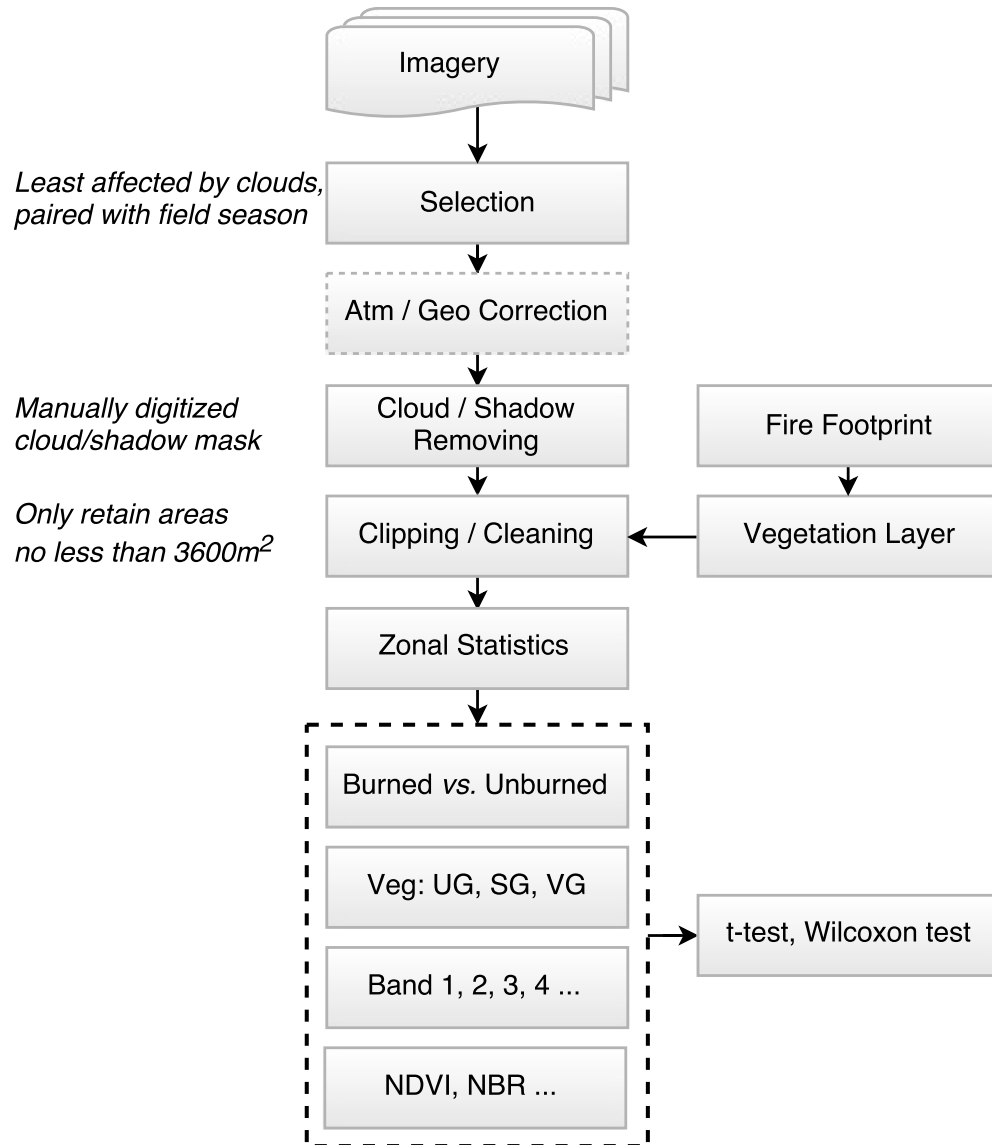 Imagery
Least affected by clouds,
paired with field season
Selection
Atm / Geo Correction
Manually digitized
cloud/shadow mask
Cloud / Shadow
Removing
Fire Footprint
Only retain areas
no less than 3600m²
Clipping / Cleaning
Vegetation Layer
Zonal Statistics
Burned vs. Unburned
Veg: UG, SG, VG
t-test, Wilcoxon test
Band 1, 2, 3, 4 ...
NDVI, NBR ...